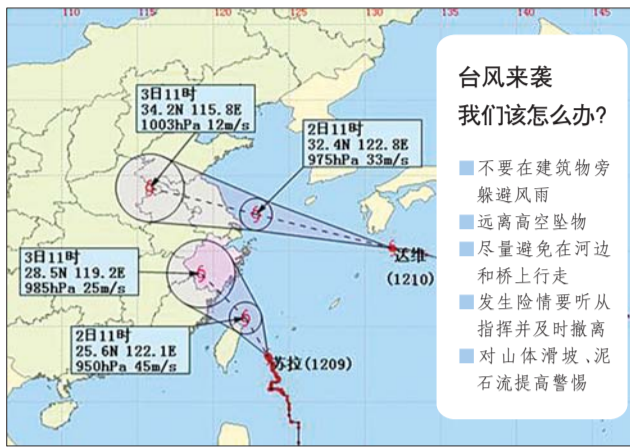 110 115 120 125 130 135 140 145
3日11时
34.2N 115.8E
1003hPa 12m/s
2日11时
32.4N 122.8E
975hPa 33m/s
达维
(1210)
3日11时
28.5N 119.2E
985hPa 25m/s
2日11时
25.6N 122.1E
950hPa 45m/s
苏拉(1209)
台风来袭
我们该怎么办?
不要在建筑物旁
躲避风雨
远离高空坠物
尽量避免在河边
和桥上行走
发生险情要听从
指挥并及时撤离
对山体滑坡、泥
石流提高警惕